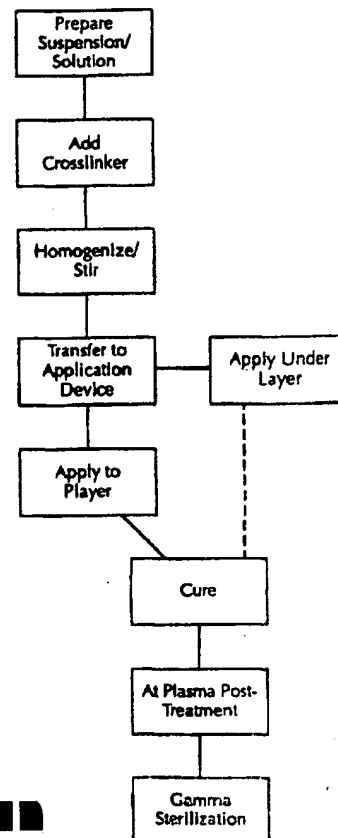 Prepare
Suspension/
Solution
Add
Crosslinker
Homogenize/
Stir
Transfer to
Application
Device
Apply Under
Layer
Apply to
Player
Cure
At Plasma Post-
Treatment
Gamma
Sterilization